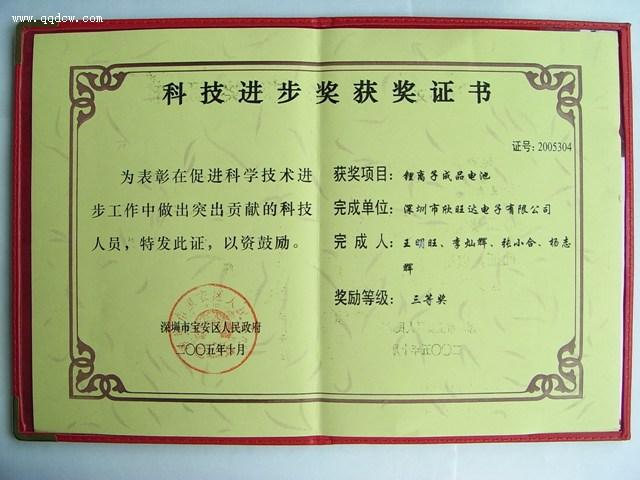 www.qqdcw.com
科技进步奖获奖证书
证号:2005304
为表彰在促进科学技术进
步工作中做出突出贡献的科技
人员，特发此证，以资鼓励。
深圳市宝安区人民政府
二〇〇五年十月
获奖项目：锂离子成品电池
完成单位：深圳市欣旺达电子有限公司
完成人：王明旺、李灿辉、张小合、杨志
辉
奖励等级：三等奖